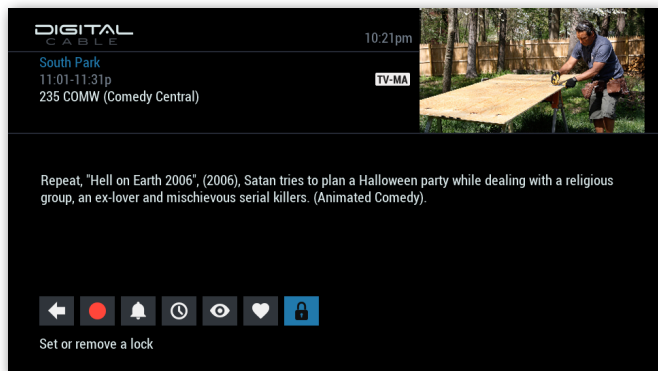 DIGITAL
CABLE
10:21pm
South Park
11:01-11:31p
TV-MA
235 COMW (Comedy Central)
Repeat, "Hell on Earth 2006", (2006), Satan tries to plan a Halloween party while dealing with a religious
group, an ex-lover and mischievous serial killers. (Animated Comedy).
Set or remove a lock